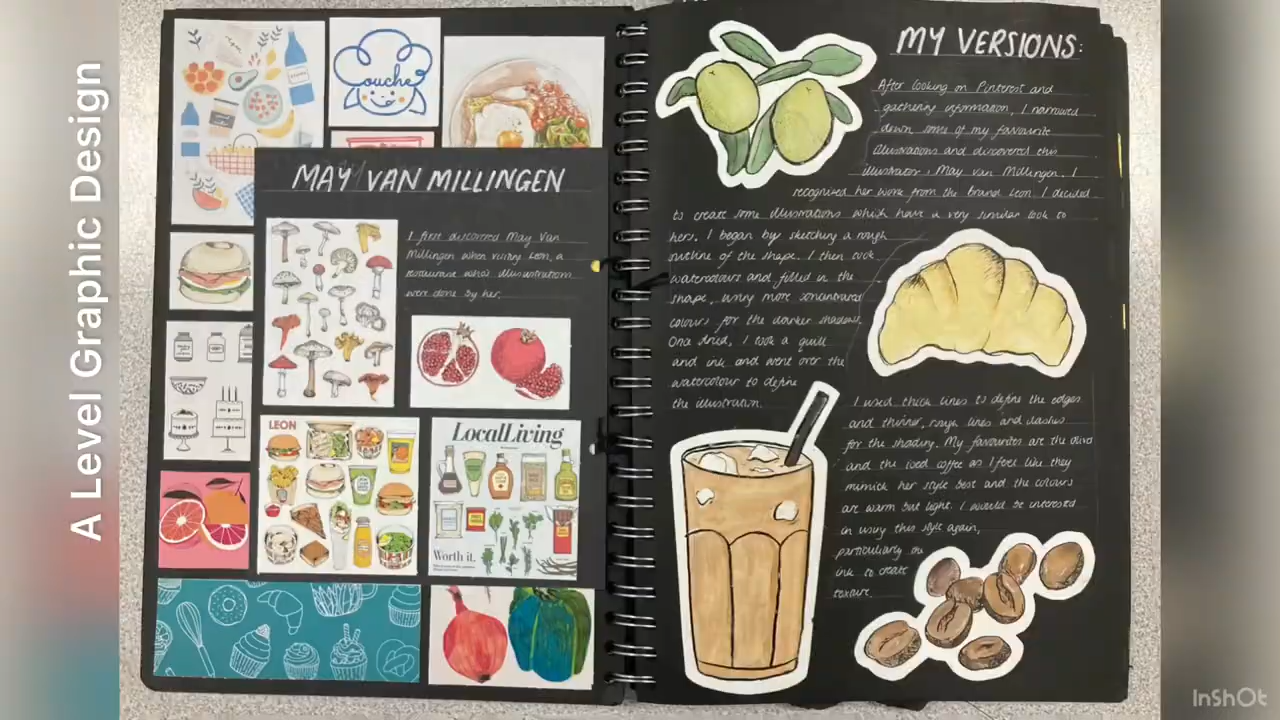 A Level Graphic Design
Ouche
MAY VAN MILLINGEN
I first discovered May Van
Millingen when visiting Leon, a
restaurant who's illusustrations
were done by her.
LEON
LocalLiving
Worth it.
MY VERSIONS:
After looking on Pinterest and
gathering information, I narrowed
down some of my favourite
illustrations and discovered this
illustrator, May Van Millingen. I
recognised her work from the brand Leon. I decided
to create some illustrations which have a very similar look to
hers. I began by sketching a rough
outline of the shape. I then took
watercolours and filled in the
shape, using more concentrated
colours for the darker shadows.
Once dried, I took a quill
and ink and went over the
watercolour to define
the illustration.
I used thick lines to define the edges
and thinner, rough lines and dashes
for the shading. My favourites are the olives
and the iced coffee as I feel like they
mimick her style best and the colours
are warm but light. I would be interested
in using this style again,
particularly the
ink to create
texture.
InShOt